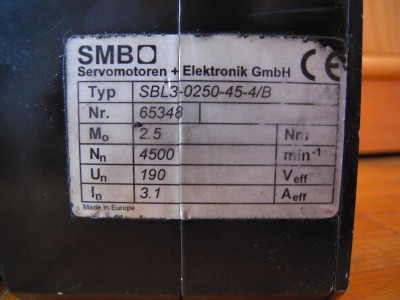 SMB
Servomotoren + Elektronik GmbH CE
Typ SBL3-0250-45-4/B
Nr. 65348
Mo 2.5 Nm
Nn 4500 min-1
Un 190 Veff
In 3.1 Aeff
Made in Europe